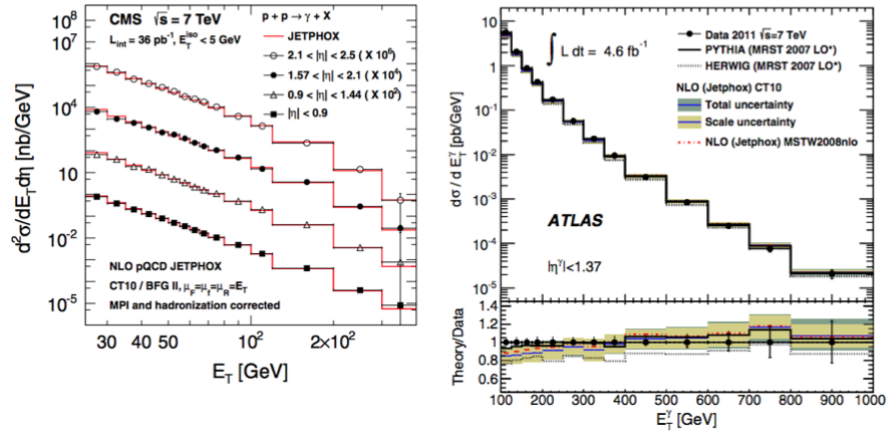 CMS √s = 7 TeV
L_int = 36 pb⁻¹, E_T^iso < 5 GeV
p + p → γ + X
JETPHOX
2.1 < |η| < 2.5 ( X 10⁶)
1.57 < |η| < 2.1 ( X 10⁴)
0.9 < |η| < 1.44 ( X 10²)
|η| < 0.9
d²σ/dE_Tdη [nb/GeV]
10⁸
10⁶
10⁴
10²
10
10⁻²
10⁻⁴
10⁻⁵
NLO pQCD JETPHOX
CT10 / BFG II, μ_F=μ_f=μ_R=E_T
MPI and hadronization corrected
30 40 50 10² 2×10²
E_T [GeV]
∫ L dt = 4.6 fb⁻¹
Data 2011 √s=7 TeV
PYTHIA (MRST 2007 LO*)
HERWIG (MRST 2007 LO*)
NLO (Jetphox) CT10
Total uncertainty
Scale uncertainty
NLO (Jetphox) MSTW2008nlo
dσ / d E_T^γ [pb/GeV]
10
1
10⁻¹
10⁻²
10⁻³
10⁻⁴
10⁻⁵
ATLAS
|η^γ|<1.37
Theory/Data
1.4
1.2
1.0
0.8
0.6
100 200 300 400 500 600 700 800 900 1000
E_T^γ [GeV]